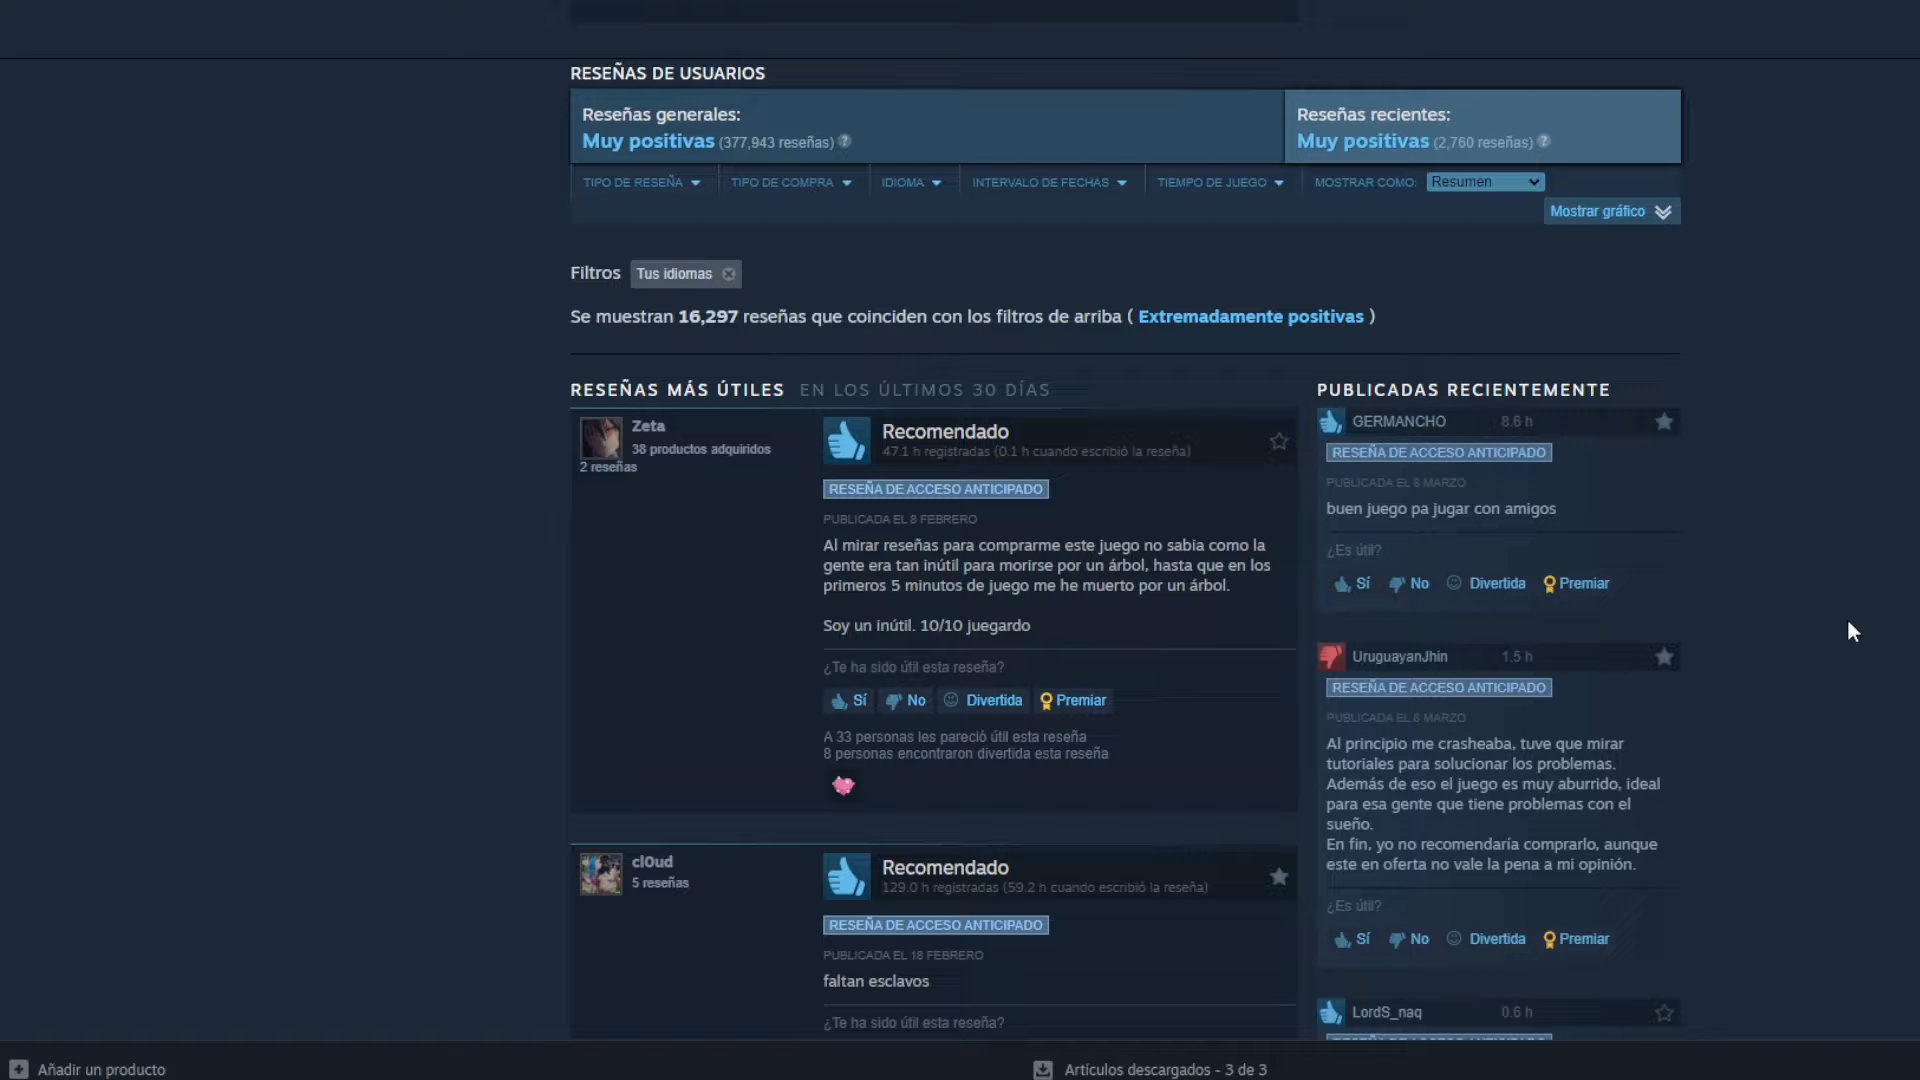 RESEÑAS DE USUARIOS
Reseñas generales:
Muy positivas (377,943 reseñas) ?
Reseñas recientes:
Muy positivas (2,760 reseñas) ?
TIPO DE RESEÑA TIPO DE COMPRA IDIOMA INTERVALO DE FECHAS TIEMPO DE JUEGO MOSTRAR COMO: Resumen
Mostrar gráfico
Filtros Tus idiomas
Se muestran 16,297 reseñas que coinciden con los filtros de arriba ( Extremadamente positivas )
RESEÑAS MÁS ÚTILES EN LOS ÚLTIMOS 30 DÍAS
Zeta
38 productos adquiridos
2 reseñas
Recomendado
47.1 h registradas (0.1 h cuando escribió la reseña)
RESEÑA DE ACCESO ANTICIPADO
PUBLICADA EL 8 FEBRERO
Al mirar reseñas para comprarme este juego no sabia como la
gente era tan inútil para morirse por un árbol, hasta que en los
primeros 5 minutos de juego me he muerto por un árbol.
Soy un inútil. 10/10 juegardo
¿Te ha sido útil esta reseña?
Sí No Divertida Premiar
A 33 personas les pareció útil esta reseña
8 personas encontraron divertida esta reseña
cl0ud
5 reseñas
Recomendado
129.0 h registradas (59.2 h cuando escribió la reseña)
RESEÑA DE ACCESO ANTICIPADO
PUBLICADA EL 18 FEBRERO
faltan esclavos
¿Te ha sido útil esta reseña?
PUBLICADAS RECIENTEMENTE
GERMANCHO 8.6 h
RESEÑA DE ACCESO ANTICIPADO
PUBLICADA EL 8 MARZO
buen juego pa jugar con amigos
¿Es útil?
Sí No Divertida Premiar
UruguayanJhin 1.5 h
RESEÑA DE ACCESO ANTICIPADO
PUBLICADA EL 8 MARZO
Al principio me crasheaba, tuve que mirar
tutoriales para solucionar los problemas.
Además de eso el juego es muy aburrido, ideal
para esa gente que tiene problemas con el
sueño.
En fin, yo no recomendaría comprarlo, aunque
este en oferta no vale la pena a mi opinión.
¿Es útil?
Sí No Divertida Premiar
LordS_naq 0.6 h
Añadir un producto
Artículos descargados - 3 de 3